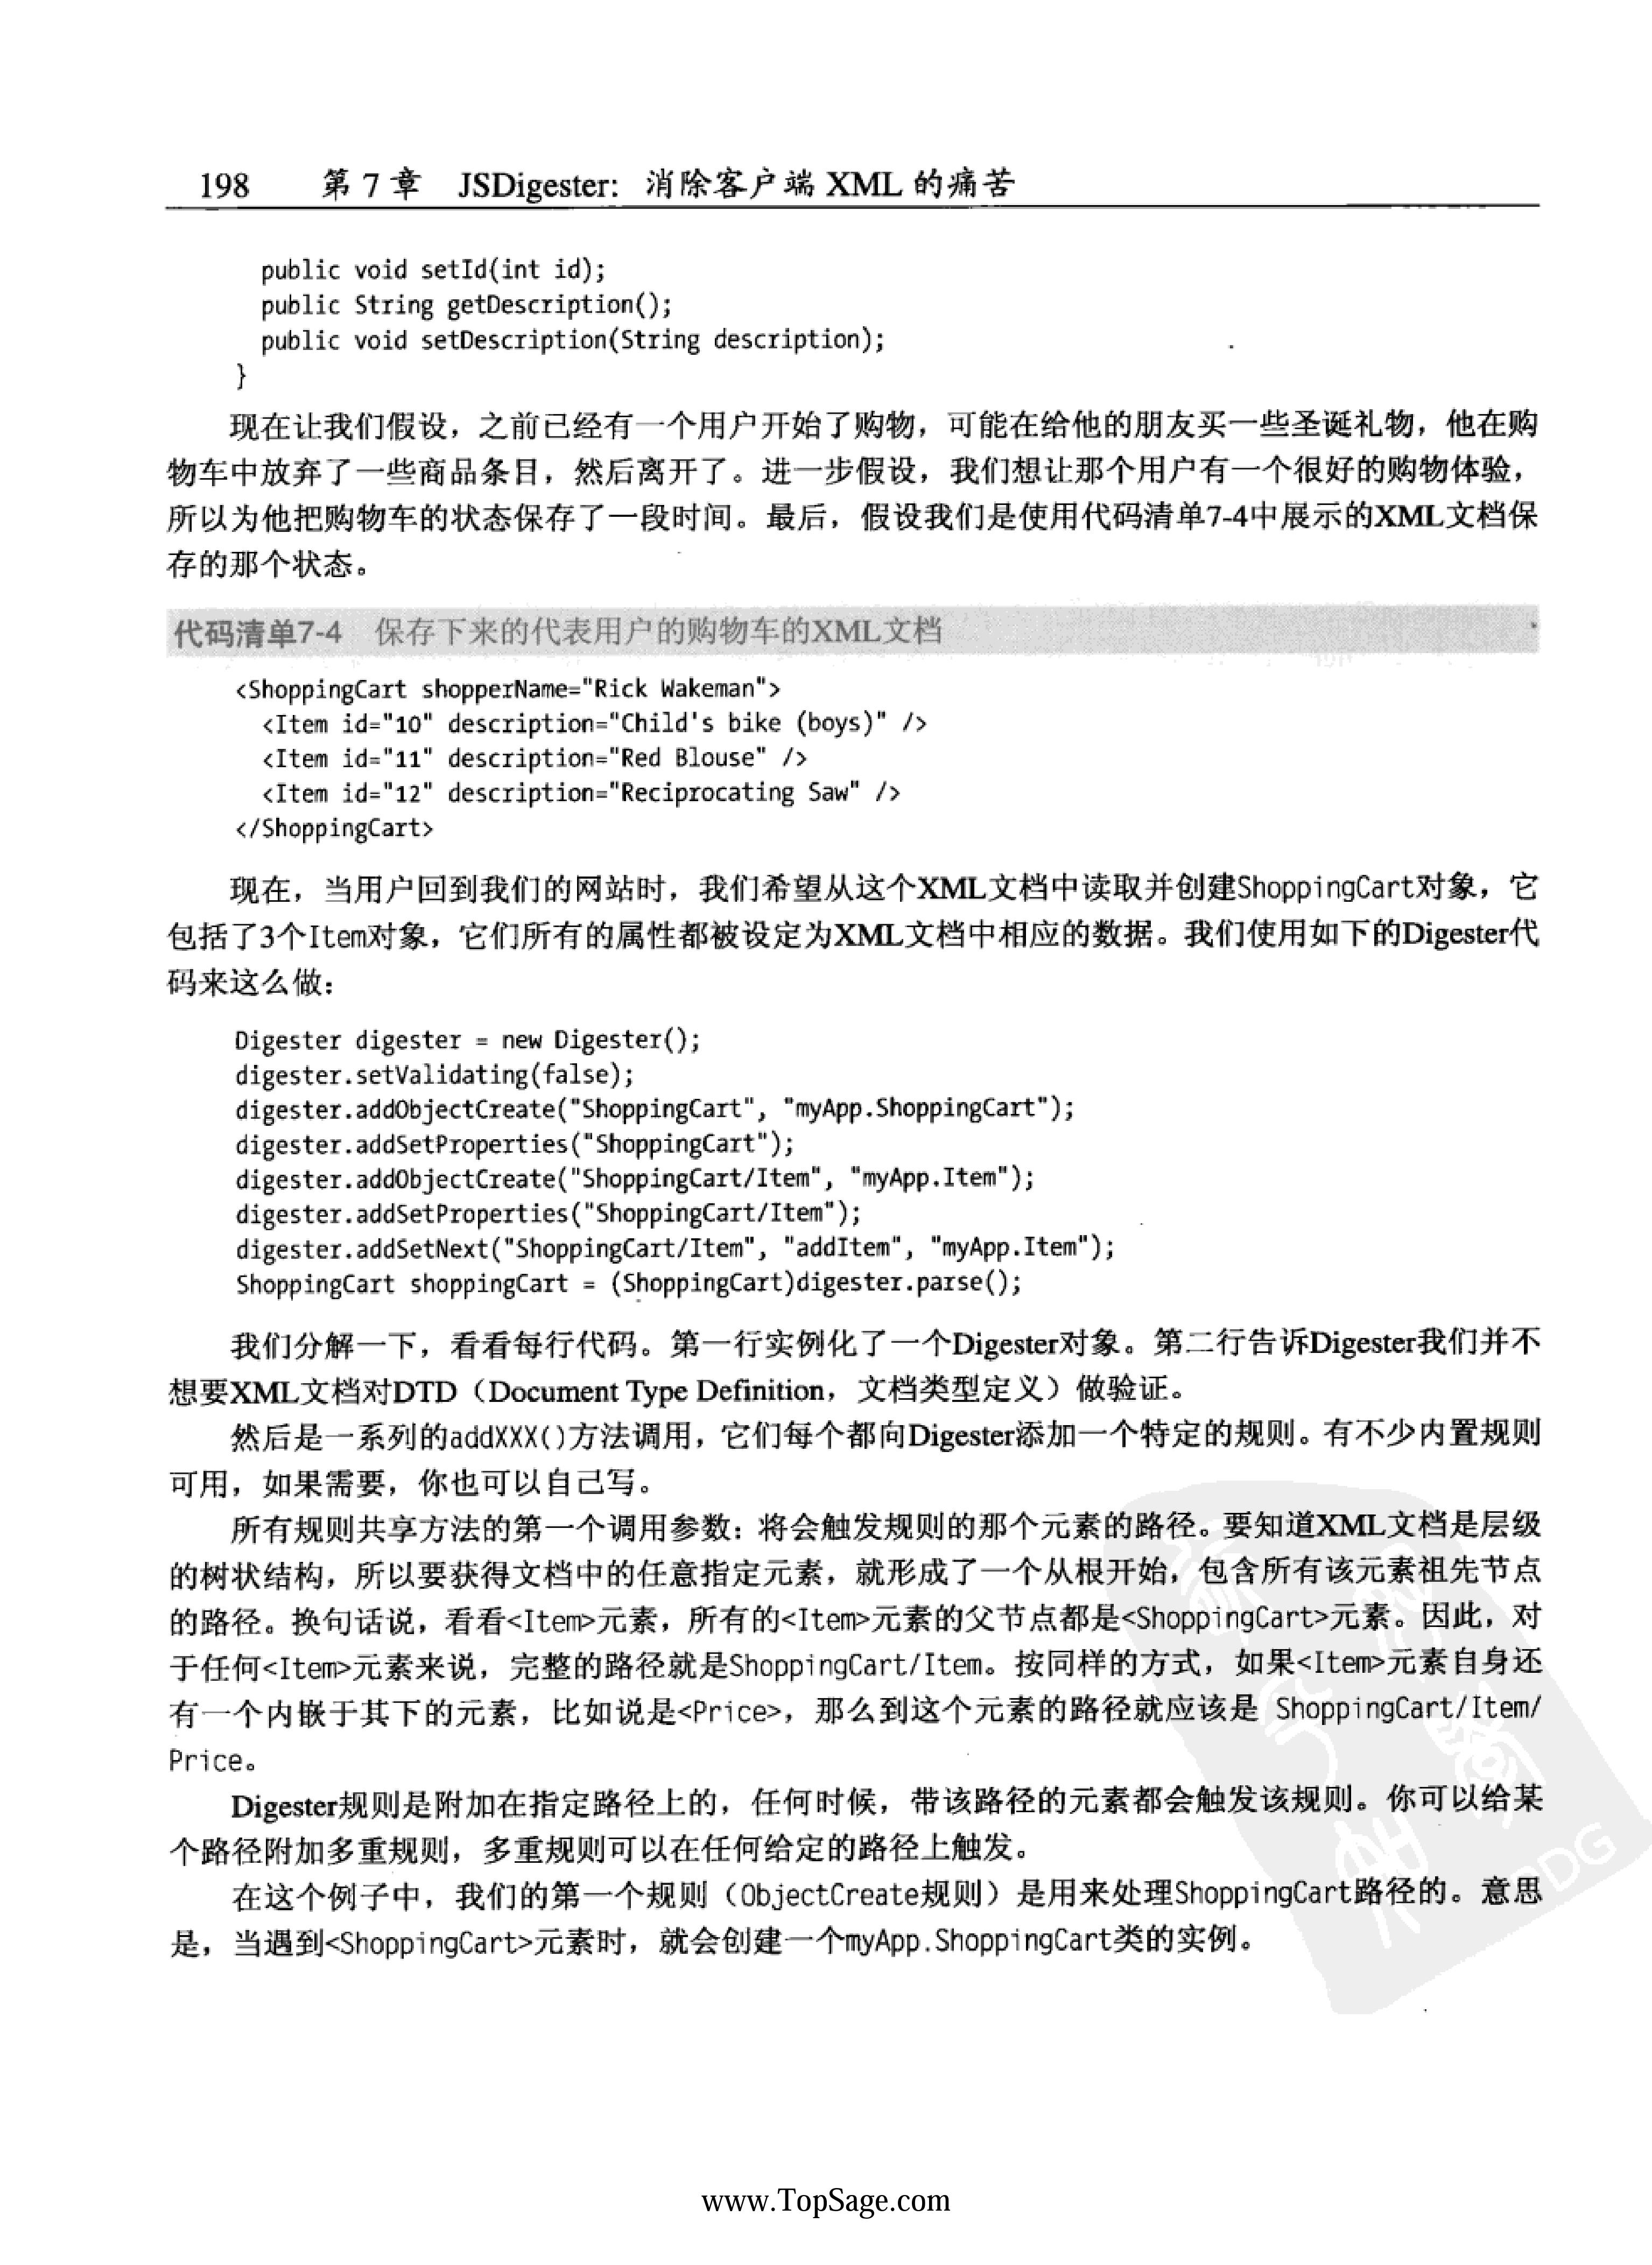 198 第 7 章 JSDigester: 消除客户端 XML 的痛苦
public void setId(int id);
public String getDescription();
public void setDescription(String description);
}
现在让我们假设，之前已经有一个用户开始了购物，可能在给他的朋友买一些圣诞礼物，他在购
物车中放弃了一些商品条目，然后离开了。进一步假设，我们想让那个用户有一个很好的购物体验，
所以为他把购物车的状态保存了一段时间。最后，假设我们是使用代码清单7-4中展示的XML文档保
存的那个状态。
代码清单7-4 保存下来的代表用户的购物车的XML文档
<ShoppingCart shopperName="Rick Wakeman">
<Item id="10" description="Child's bike (boys)" />
<Item id="11" description="Red Blouse" />
<Item id="12" description="Reciprocating Saw" />
</ShoppingCart>
现在，当用户回到我们的网站时，我们希望从这个XML文档中读取并创建ShoppingCart对象，它
包括了3个Item对象，它们所有的属性都被设定为XML文档中相应的数据。我们使用如下的Digester代
码来这么做：
Digester digester = new Digester();
digester.setValidating(false);
digester.addObjectCreate("ShoppingCart", "myApp.ShoppingCart");
digester.addSetProperties("ShoppingCart");
digester.addObjectCreate("ShoppingCart/Item", "myApp.Item");
digester.addSetProperties("ShoppingCart/Item");
digester.addSetNext("ShoppingCart/Item", "addItem", "myApp.Item");
ShoppingCart shoppingCart = (ShoppingCart)digester.parse();
我们分解一下，看看每行代码。第一行实例化了一个Digester对象。第二行告诉Digester我们并不
想要XML文档对DTD（Document Type Definition，文档类型定义）做验证。
然后是一系列的addXXX()方法调用，它们每个都向Digester添加一个特定的规则。有不少内置规则
可用，如果需要，你也可以自己写。
所有规则共享方法的第一个调用参数：将会触发规则的那个元素的路径。要知道XML文档是层级
的树状结构，所以要获得文档中的任意指定元素，就形成了一个从根开始，包含所有该元素祖先节点
的路径。换句话说，看看<Item>元素，所有的<Item>元素的父节点都是<ShoppingCart>元素。因此，对
于任何<Item>元素来说，完整的路径就是ShoppingCart/Item。按同样的方式，如果<Item>元素自身还
有一个内嵌于其下的元素，比如说是<Price>，那么到这个元素的路径就应该是 ShoppingCart/Item/
Price。
Digester规则是附加在指定路径上的，任何时候，带该路径的元素都会触发该规则。你可以给某
个路径附加多重规则，多重规则可以在任何给定的路径上触发。
在这个例子中，我们的第一个规则（ObjectCreate规则）是用来处理ShoppingCart路径的。意思
是，当遇到<ShoppingCart>元素时，就会创建一个myApp.ShoppingCart类的实例。
www.TopSage.com